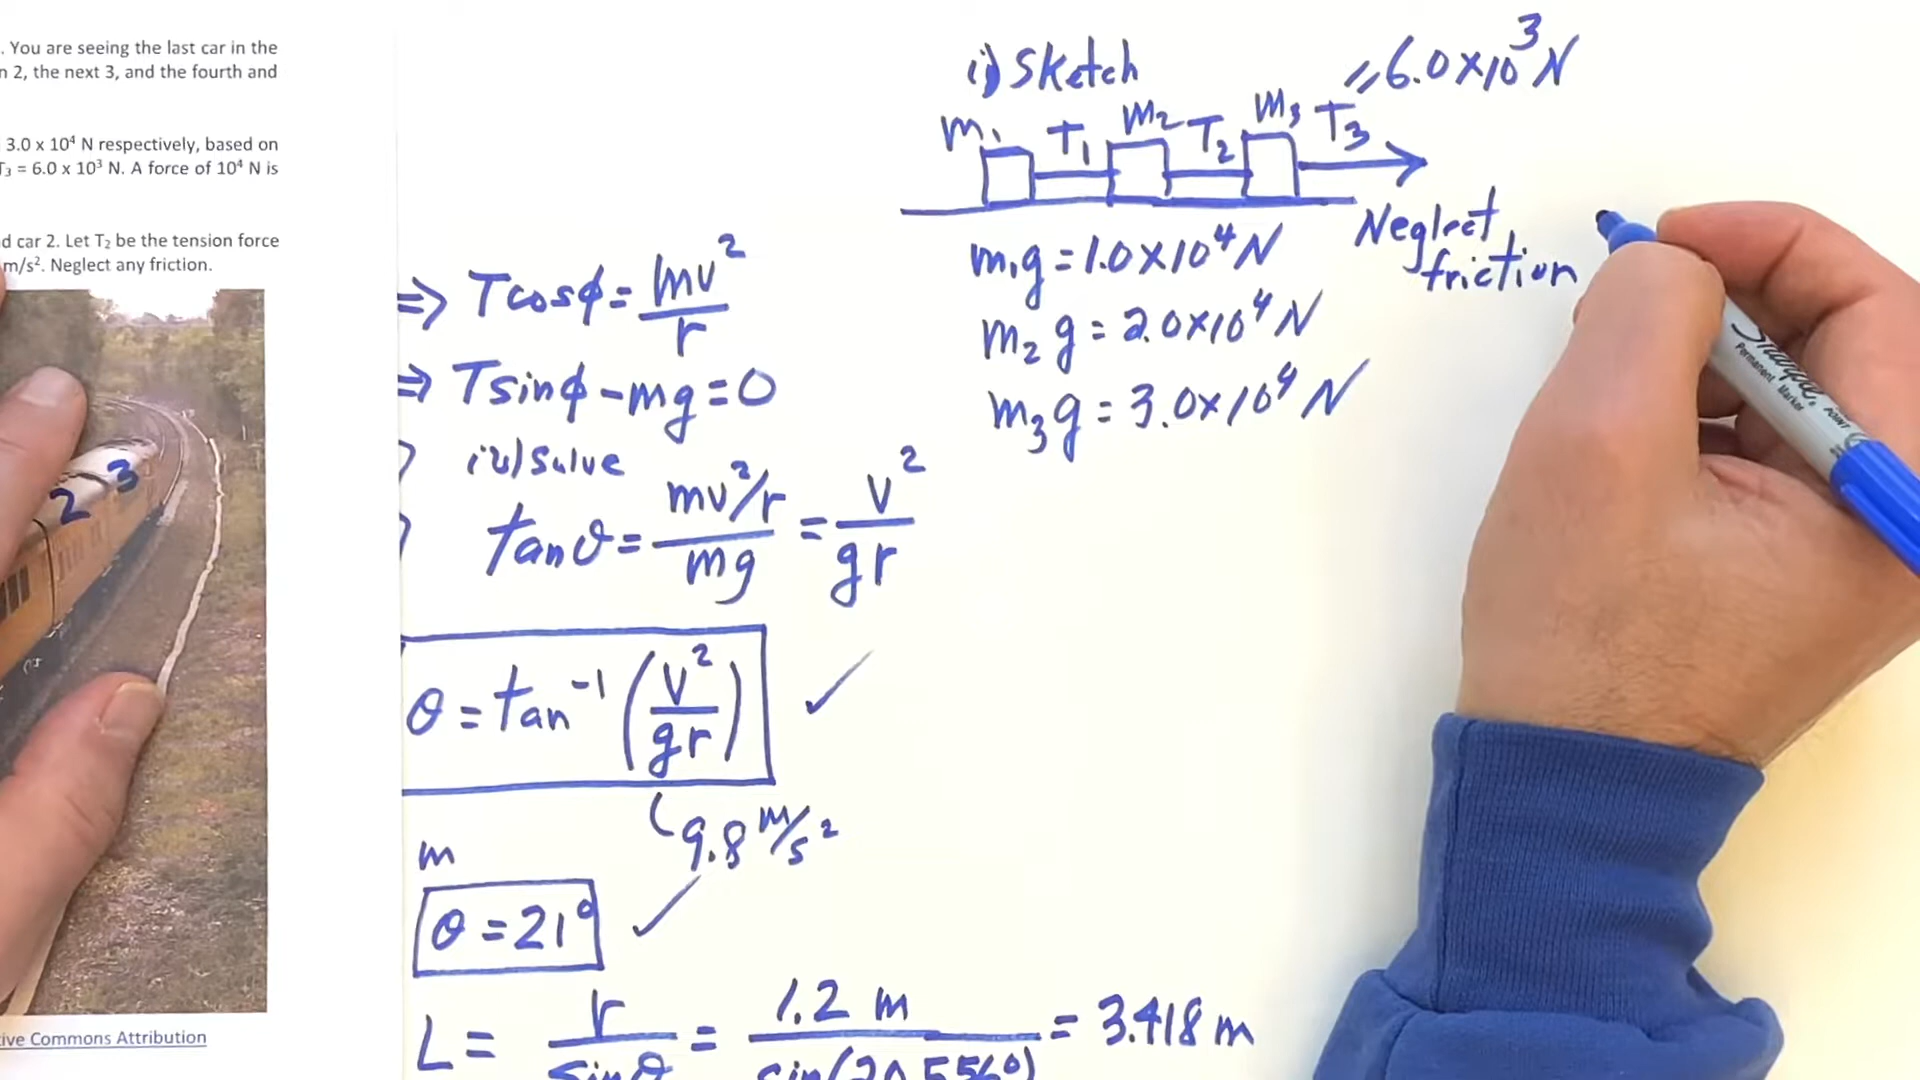 . You are seeing the last car in the
n 2, the next 3, and the fourth and
3.0 x 10⁴ N respectively, based on
T₃ = 6.0 x 10³ N. A force of 10⁴ N is
d car 2. Let T₂ be the tension force
m/s². Neglect any friction.
2 3
ive Commons Attribution
⇒ Tcosϕ = mv²/r
⇒ Tsinϕ - mg = 0
iv) Solve
tanθ = mv²/r / mg = v²/gr
θ = tan⁻¹ (v²/gr) ✓
9.8 m/s²
m
θ = 21° ✓
L = r/sinθ = 1.2 m/sin(20.556°) = 3.418 m
i) Sketch
= 6.0 x 10³ N
m₁ T₁ m₂ T₂ m₃ T₃
Neglect
friction
m₁g = 1.0 x 10⁴ N
m₂g = 2.0 x 10⁴ N
m₃g = 3.0 x 10⁴ N
Sharpie.
Permanent Marker